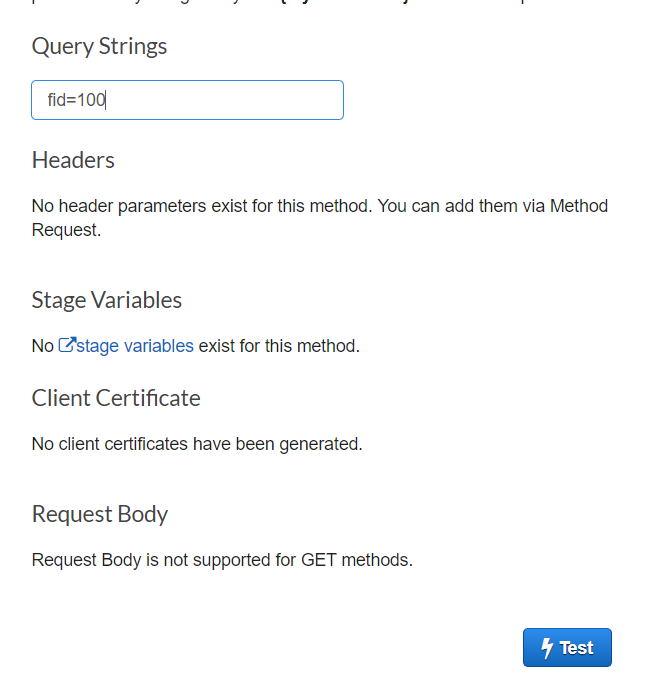 Query Strings
fid=100
Headers
No header parameters exist for this method. You can add them via Method
Request.
Stage Variables
No stage variables exist for this method.
Client Certificate
No client certificates have been generated.
Request Body
Request Body is not supported for GET methods.
Test